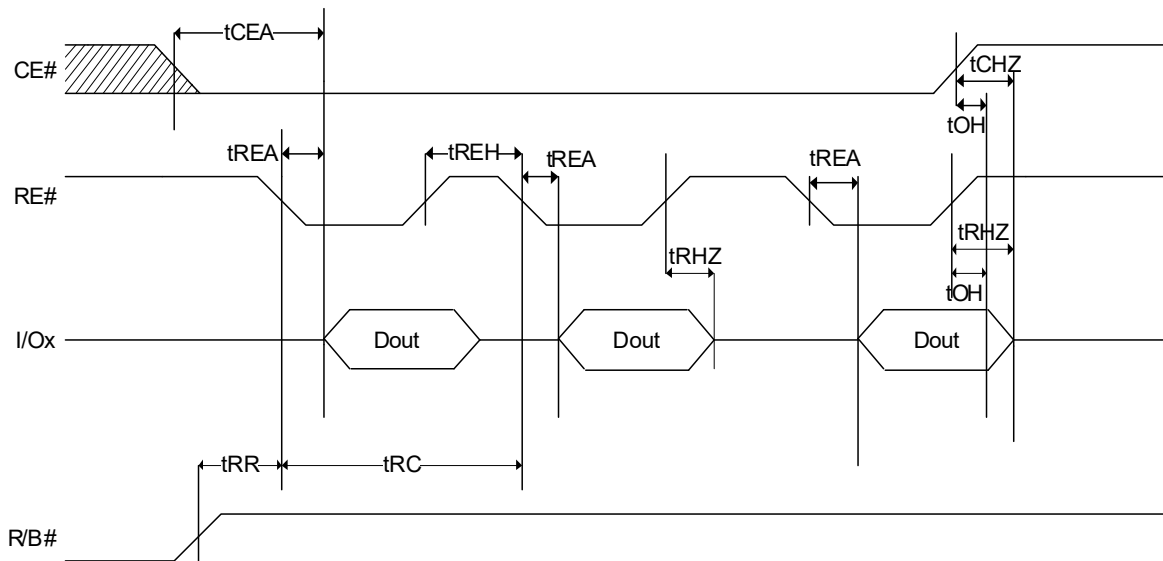 tCEA
CE#
tCHZ
tOH
tREA
tREH
tREA
tREA
RE#
tRHZ
tRHZ
tOH
I/Ox
Dout
Dout
Dout
tRR
tRC
R/B#